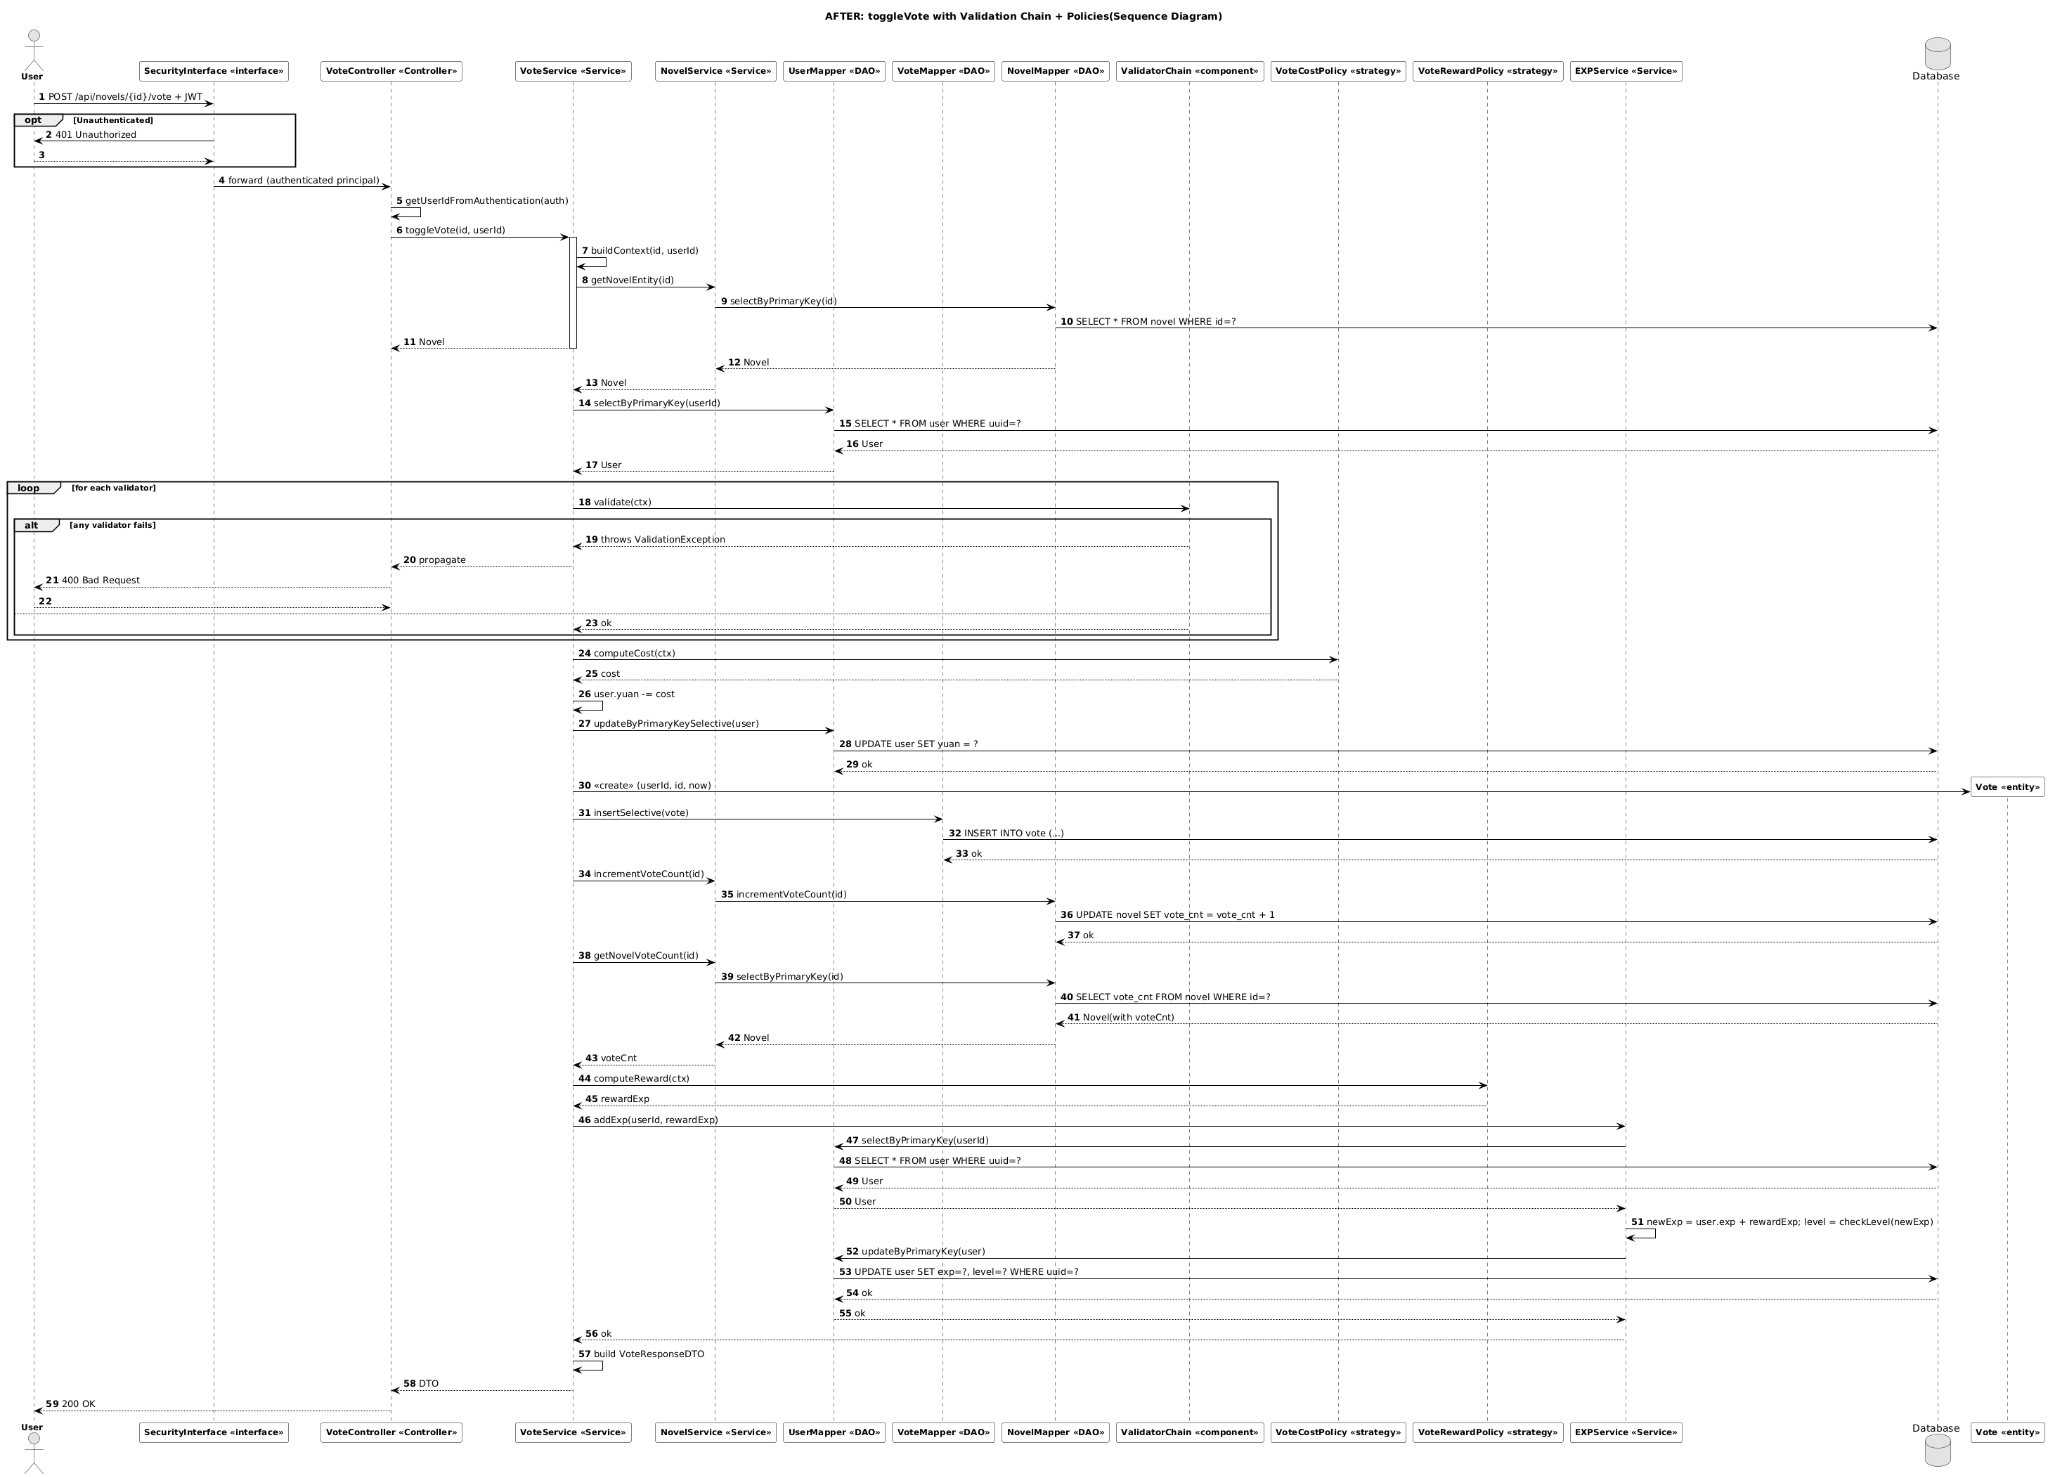 AFTER: toggleVote with Validation Chain + Policies(Sequence Diagram)
User
SecurityInterface «interface»
VoteController «Controller»
VoteService «Service»
NovelService «Service»
UserMapper «DAO»
VoteMapper «DAO»
NovelMapper «DAO»
ValidatorChain «component»
VoteCostPolicy «strategy»
VoteRewardPolicy «strategy»
EXPService «Service»
Database
1 POST /api/novels/{id}/vote + JWT
opt [Unauthenticated]
2 401 Unauthorized
3
4 forward (authenticated principal)
5 getUserIdFromAuthentication(auth)
6 toggleVote(id, userId)
7 buildContext(id, userId)
8 getNovelEntity(id)
9 selectByPrimaryKey(id)
10 SELECT * FROM novel WHERE id=?
11 Novel
12 Novel
13 Novel
14 selectByPrimaryKey(userId)
15 SELECT * FROM user WHERE uuid=?
16 User
17 User
loop [for each validator]
18 validate(ctx)
alt [any validator fails]
19 throws ValidationException
20 propagate
21 400 Bad Request
22
23 ok
24 computeCost(ctx)
25 cost
26 user.yuan -= cost
27 updateByPrimaryKeySelective(user)
28 UPDATE user SET yuan = ?
29 ok
30 «create» (userId, id, now)
Vote «entity»
31 insertSelective(vote)
32 INSERT INTO vote (...)
33 ok
34 incrementVoteCount(id)
35 incrementVoteCount(id)
36 UPDATE novel SET vote_cnt = vote_cnt + 1
37 ok
38 getNovelVoteCount(id)
39 selectByPrimaryKey(id)
40 SELECT vote_cnt FROM novel WHERE id=?
41 Novel(with voteCnt)
42 Novel
43 voteCnt
44 computeReward(ctx)
45 rewardExp
46 addExp(userId, rewardExp)
47 selectByPrimaryKey(userId)
48 SELECT * FROM user WHERE uuid=?
49 User
50 User
51 newExp = user.exp + rewardExp; level = checkLevel(newExp)
52 updateByPrimaryKey(user)
53 UPDATE user SET exp=?, level=? WHERE uuid=?
54 ok
55 ok
56 ok
57 build VoteResponseDTO
58 DTO
59 200 OK
User
SecurityInterface «interface»
VoteController «Controller»
VoteService «Service»
NovelService «Service»
UserMapper «DAO»
VoteMapper «DAO»
NovelMapper «DAO»
ValidatorChain «component»
VoteCostPolicy «strategy»
VoteRewardPolicy «strategy»
EXPService «Service»
Database
Vote «entity»